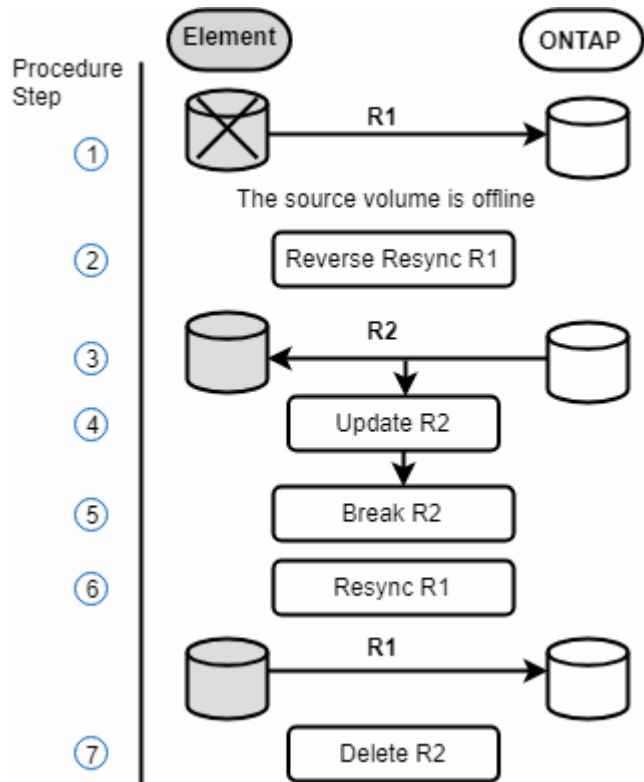 Element
ONTAP
Procedure
Step
R1
1
The source volume is offline
2
Reverse Resync R1
R2
3
4
Update R2
5
Break R2
6
Resync R1
R1
7
Delete R2